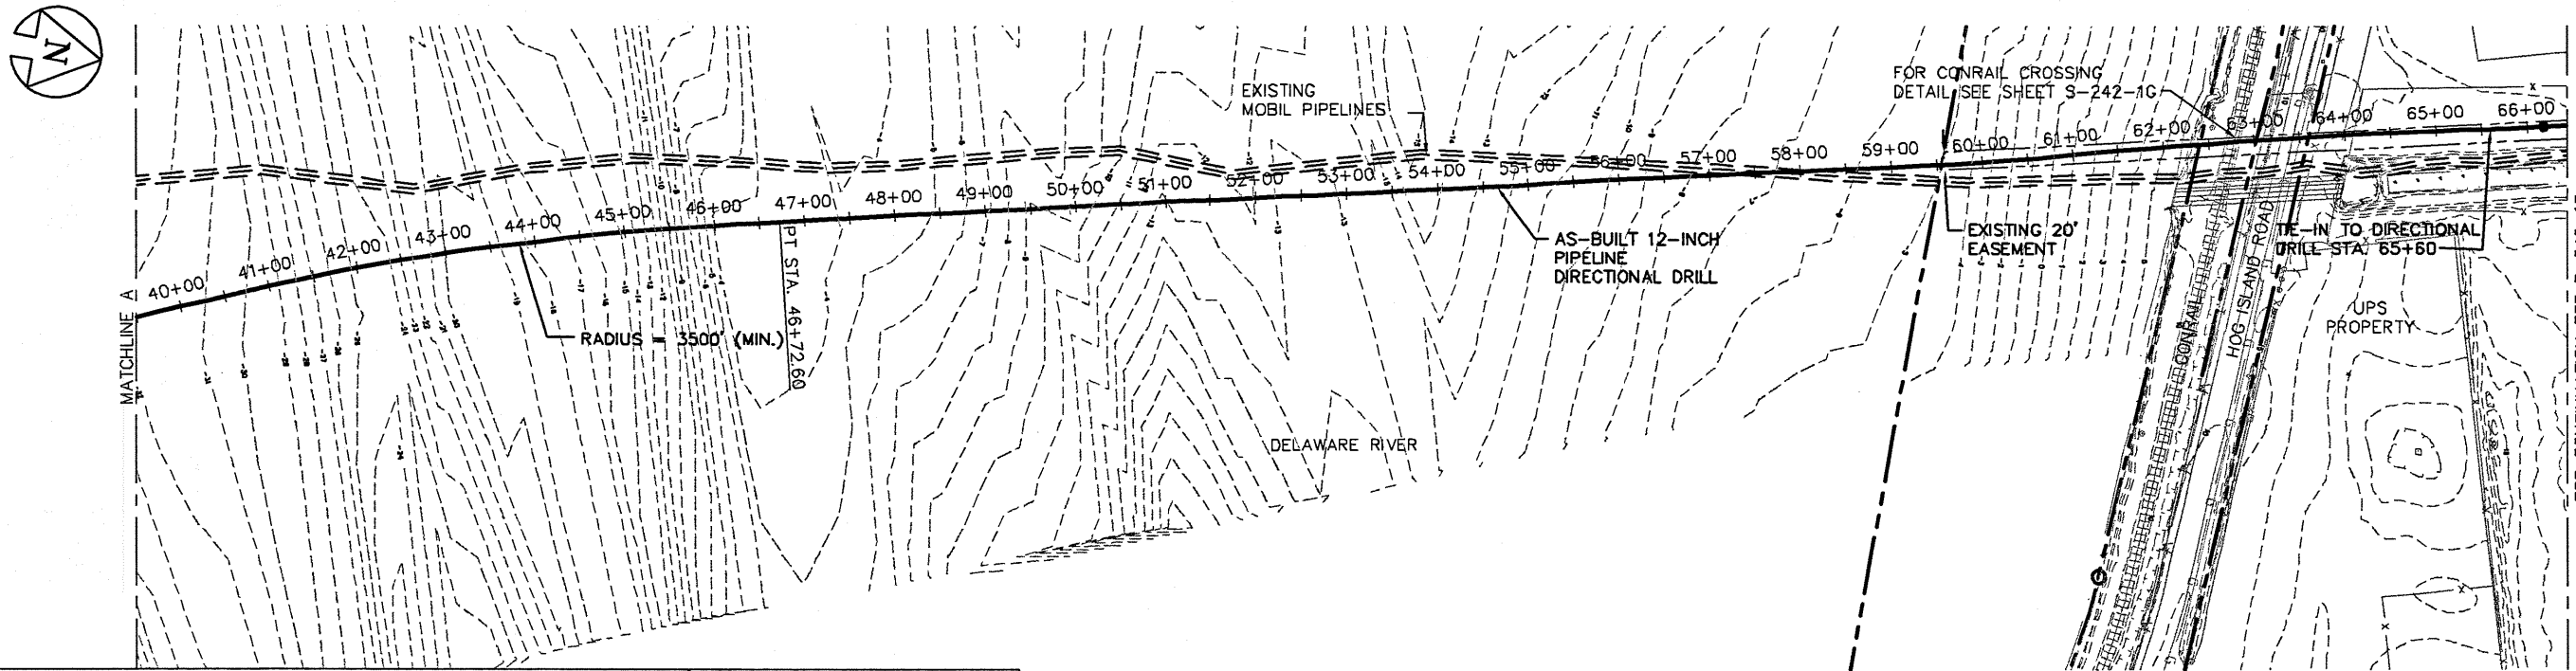 N
MATCHLINE A
40+00
41+00
42+00
43+00
44+00
45+00
46+00
47+00
48+00
49+00
50+00
51+00
52+00
53+00
54+00
55+00
56+00
57+00
58+00
59+00
60+00
61+00
62+00
63+00
64+00
65+00
66+00
RADIUS = 3500' (MIN.)
PT STA. 46+72.60
EXISTING
MOBIL PIPELINES
AS-BUILT 12-INCH
PIPELINE
DIRECTIONAL DRILL
DELAWARE RIVER
FOR CONRAIL CROSSING
DETAIL SEE SHEET S-242-1G
EXISTING 20'
EASEMENT
CONRAIL
HOG ISLAND ROAD
TIE-IN TO DIRECTIONAL
DRILL STA. 65+60
UPS
PROPERTY